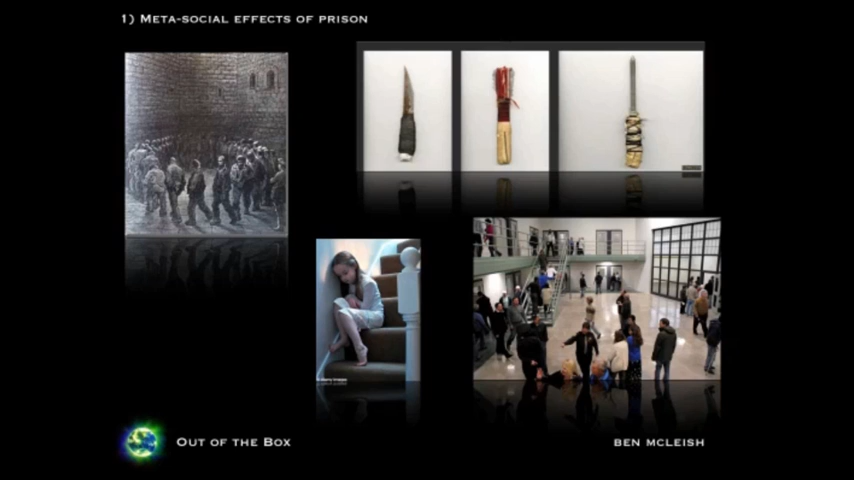 1) META-SOCIAL EFFECTS OF PRISON
OUT OF THE BOX
BEN MCLEISH